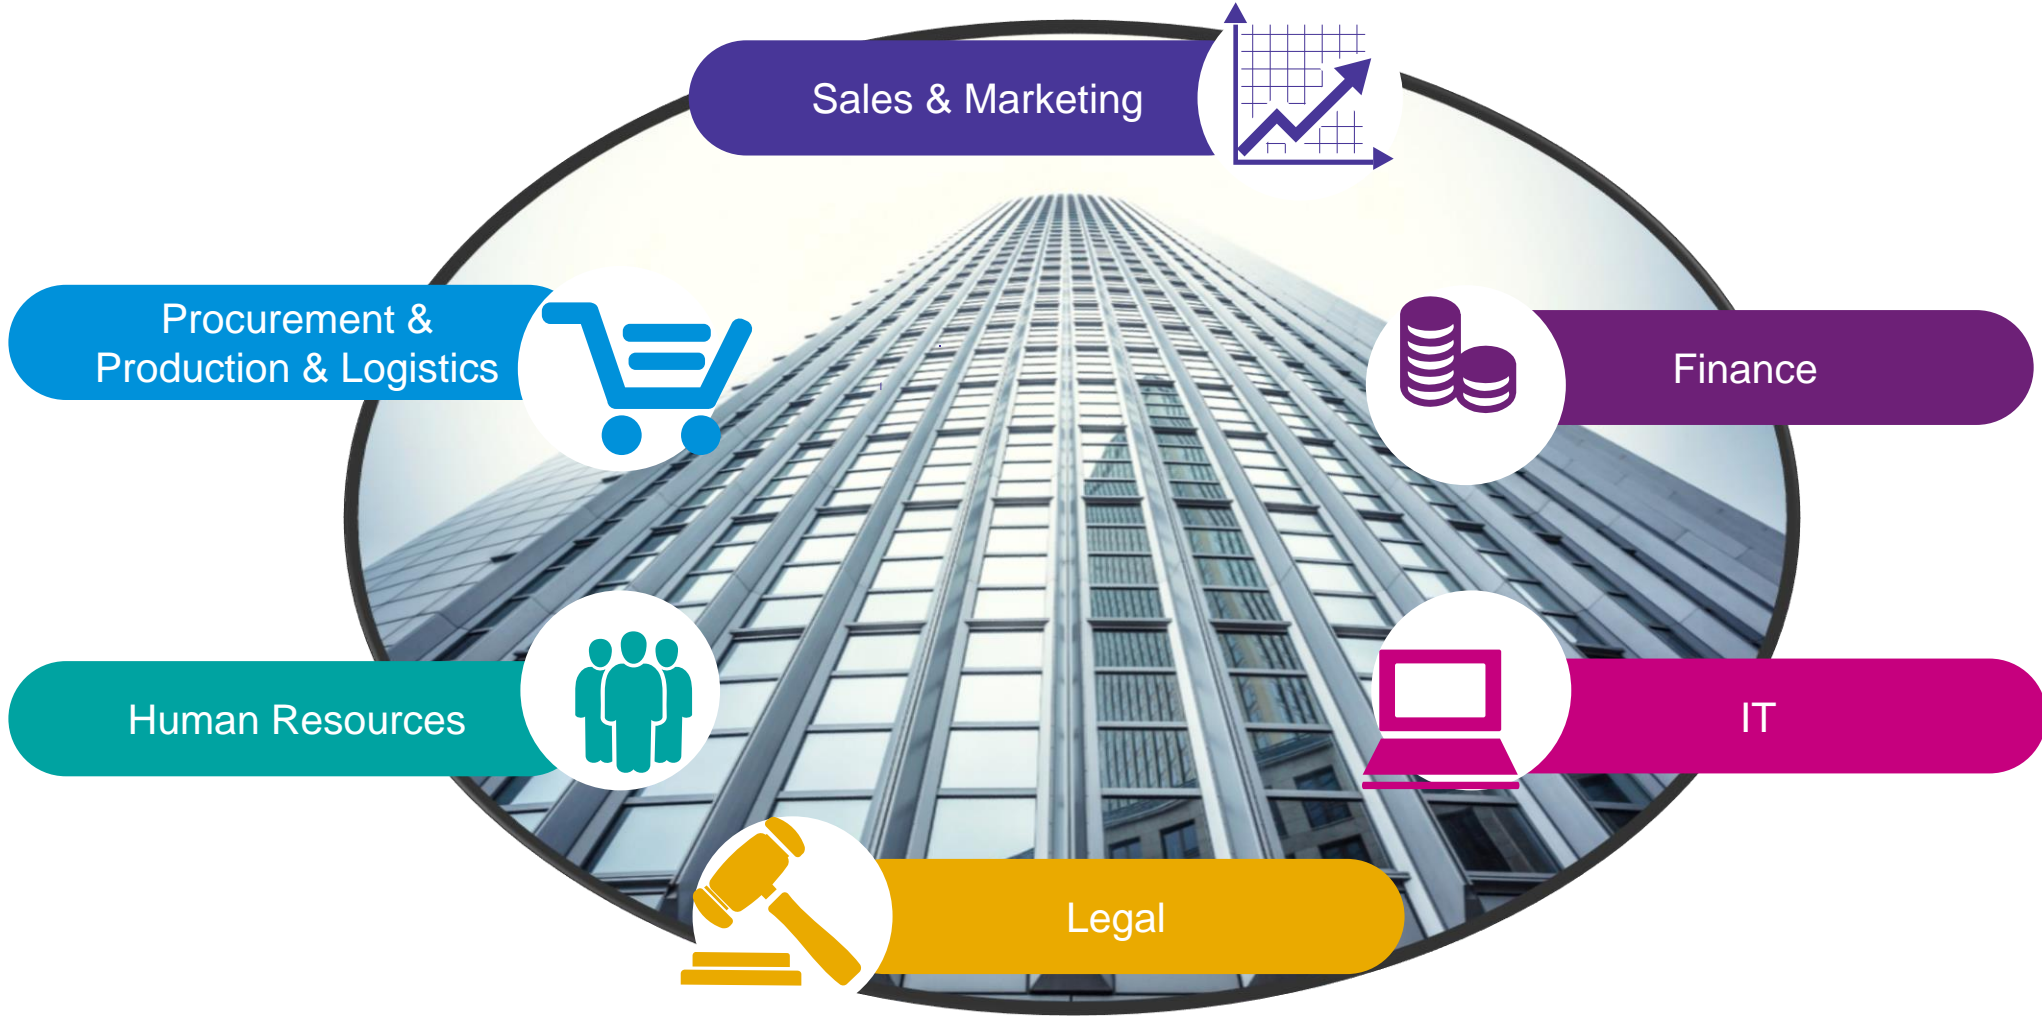 Sales & Marketing
Procurement &
Production & Logistics
Finance
Human Resources
IT
Legal